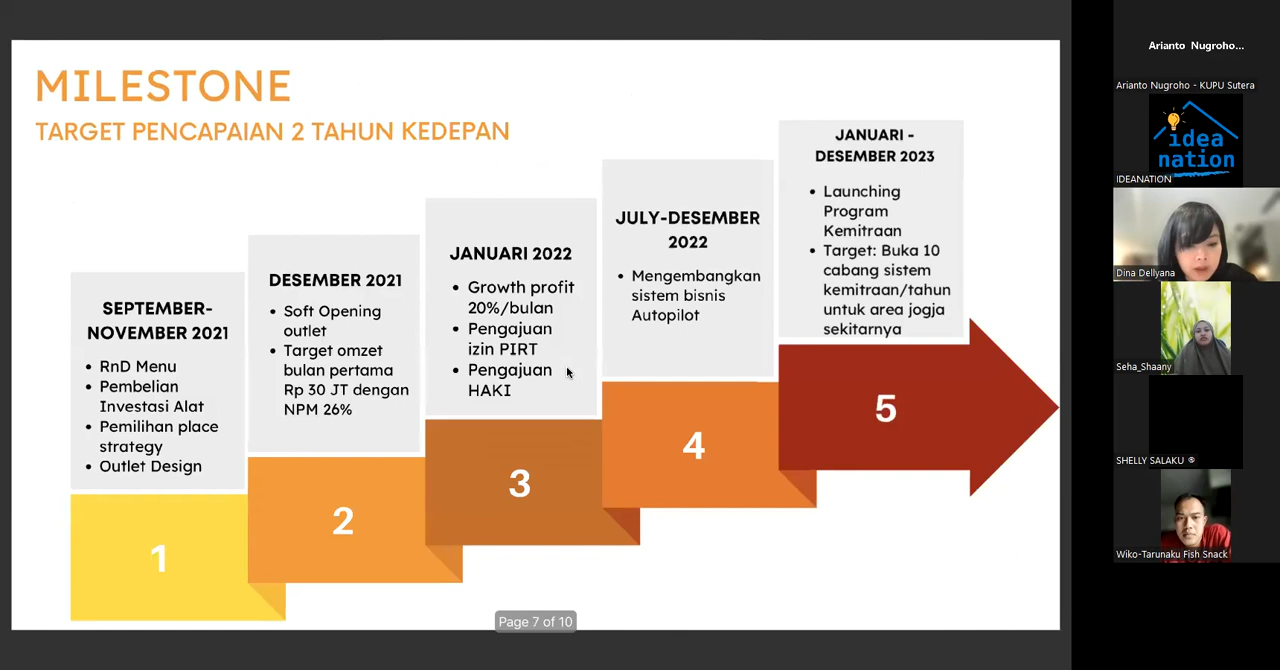 MILESTONE
TARGET PENCAPAIAN 2 TAHUN KEDEPAN
SEPTEMBER-
NOVEMBER 2021
• RnD Menu
• Pembelian
Investasi Alat
• Pemilihan place
strategy
• Outlet Design
1
DESEMBER 2021
• Soft Opening
outlet
• Target omzet
bulan pertama
Rp 30 JT dengan
NPM 26%
2
JANUARI 2022
• Growth profit
20%/bulan
• Pengajuan
izin PIRT
• Pengajuan
HAKI
3
JULY-DESEMBER
2022
• Mengembangkan
sistem bisnis
Autopilot
4
JANUARI -
DESEMBER 2023
• Launching
Program
Kemitraan
• Target: Buka 10
cabang sistem
kemitraan/tahun
untuk area jogja
sekitarnya
5
Page 7 of 10
Arianto Nugroho...
Arianto Nugroho - KUPU Sutera
idea
nation
IDEANATION
Dina Dellyana
Seha_Shaany
SHELLY SALAKU
Wiko-Tarunaku Fish Snack